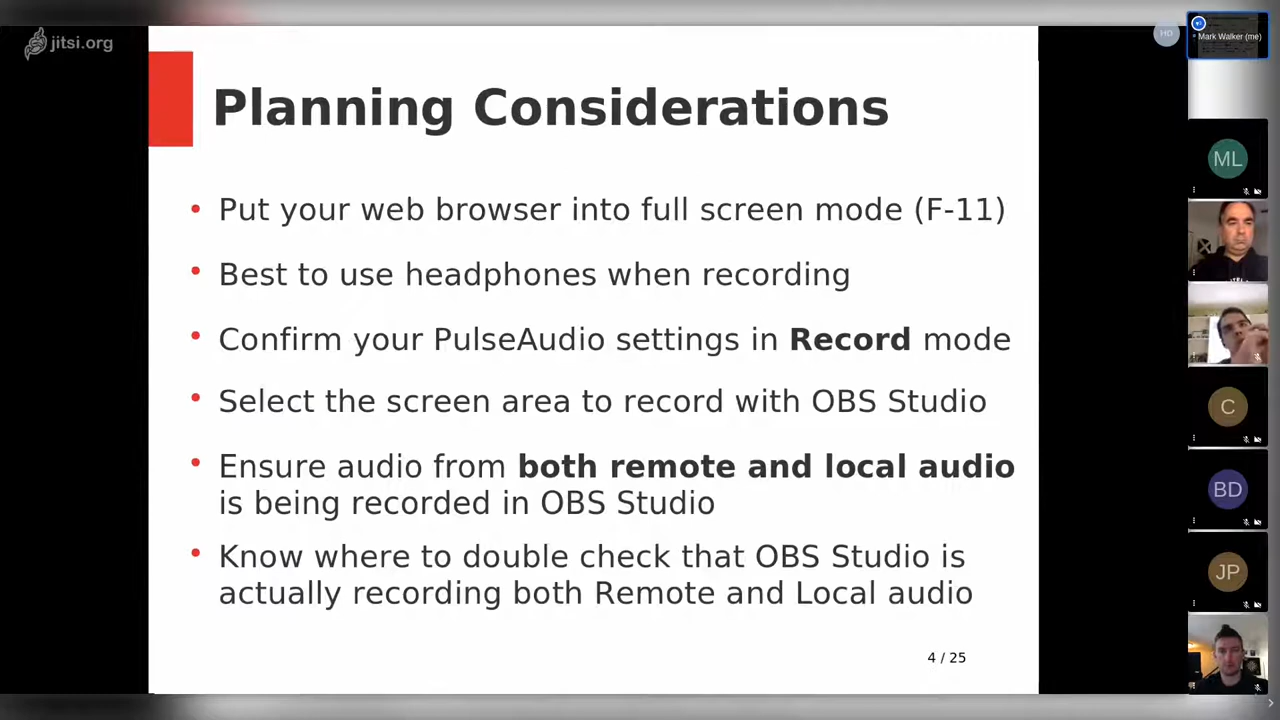 jitsi.org
HD
Mark Walker (me)
Planning Considerations
• Put your web browser into full screen mode (F-11)
• Best to use headphones when recording
• Confirm your PulseAudio settings in Record mode
• Select the screen area to record with OBS Studio
• Ensure audio from both remote and local audio
is being recorded in OBS Studio
• Know where to double check that OBS Studio is
actually recording both Remote and Local audio
4 / 25
ML
C
BD
JP